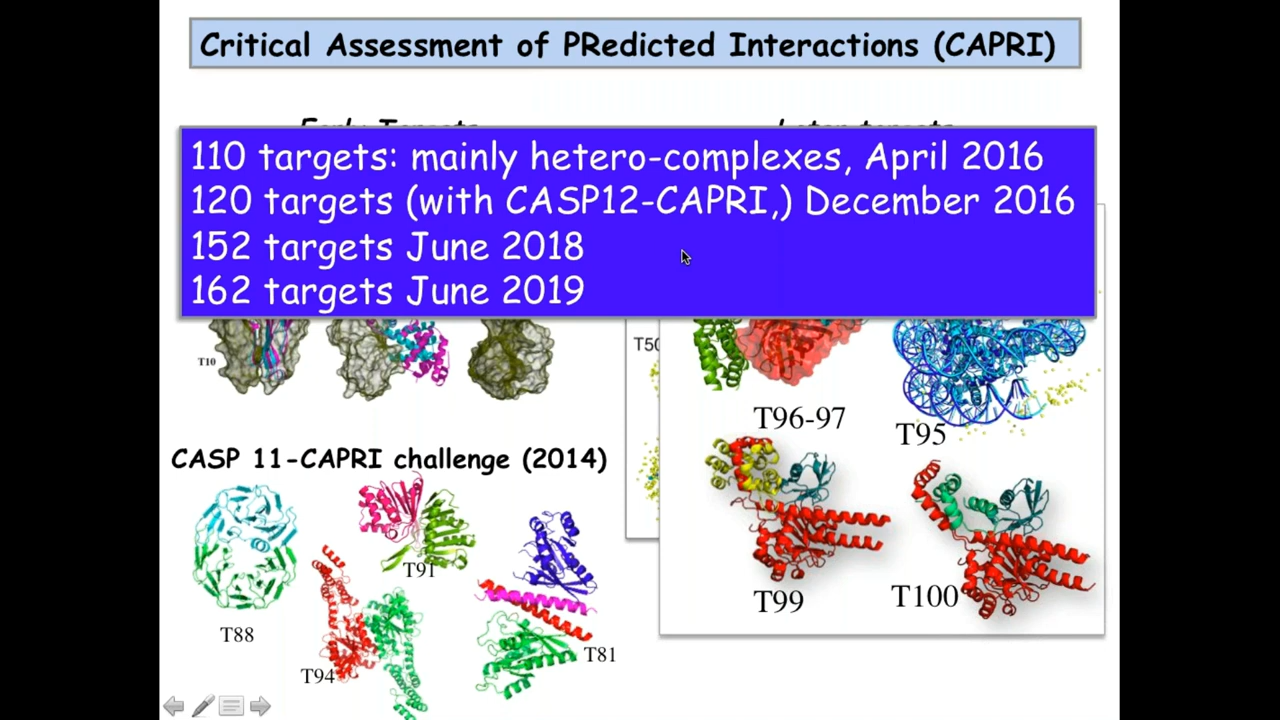 Critical Assessment of PRedicted Interactions (CAPRI)
110 targets: mainly hetero-complexes, April 2016
120 targets (with CASP12-CAPRI,) December 2016
152 targets June 2018
162 targets June 2019
T10
T50
T96-97
T95
CASP 11-CAPRI challenge (2014)
T91
T99
T100
T88
T81
T94